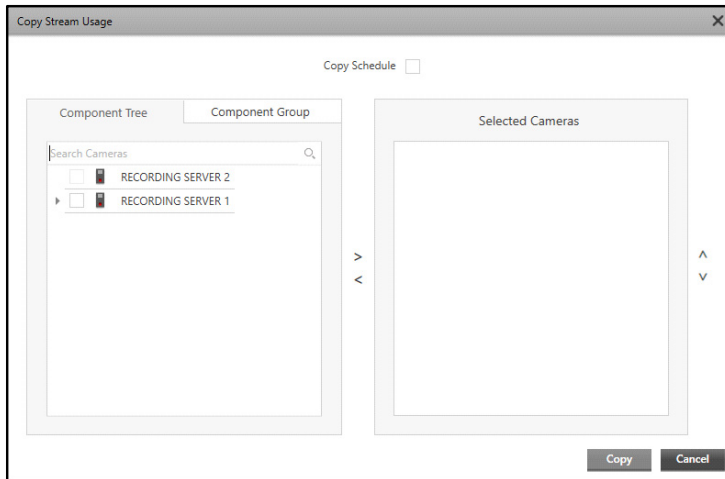 Copy Stream Usage
Copy Schedule
Component Tree
Component Group
Search Cameras
RECORDING SERVER 2
RECORDING SERVER 1
>
<
Selected Cameras
Copy
Cancel